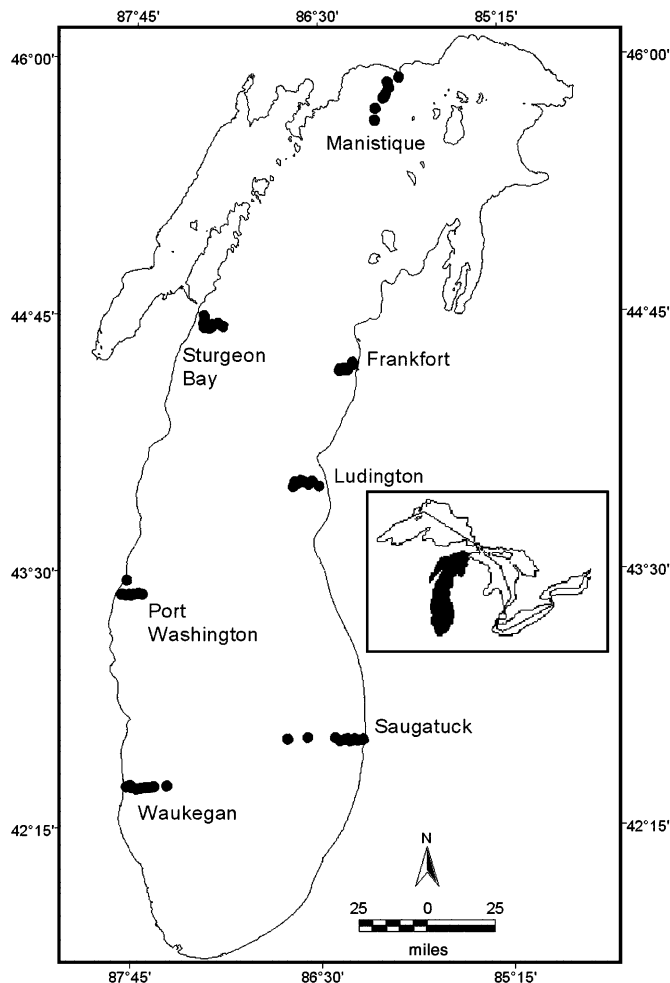 87°45' 86°30' 85°15'
46°00' 46°00'
Manistique
44°45' 44°45'
Sturgeon
Bay
Frankfort
Ludington
43°30' 43°30'
Port
Washington
Saugatuck
Waukegan
42°15' 42°15'
N
25 0 25
miles
87°45' 86°30' 85°15'